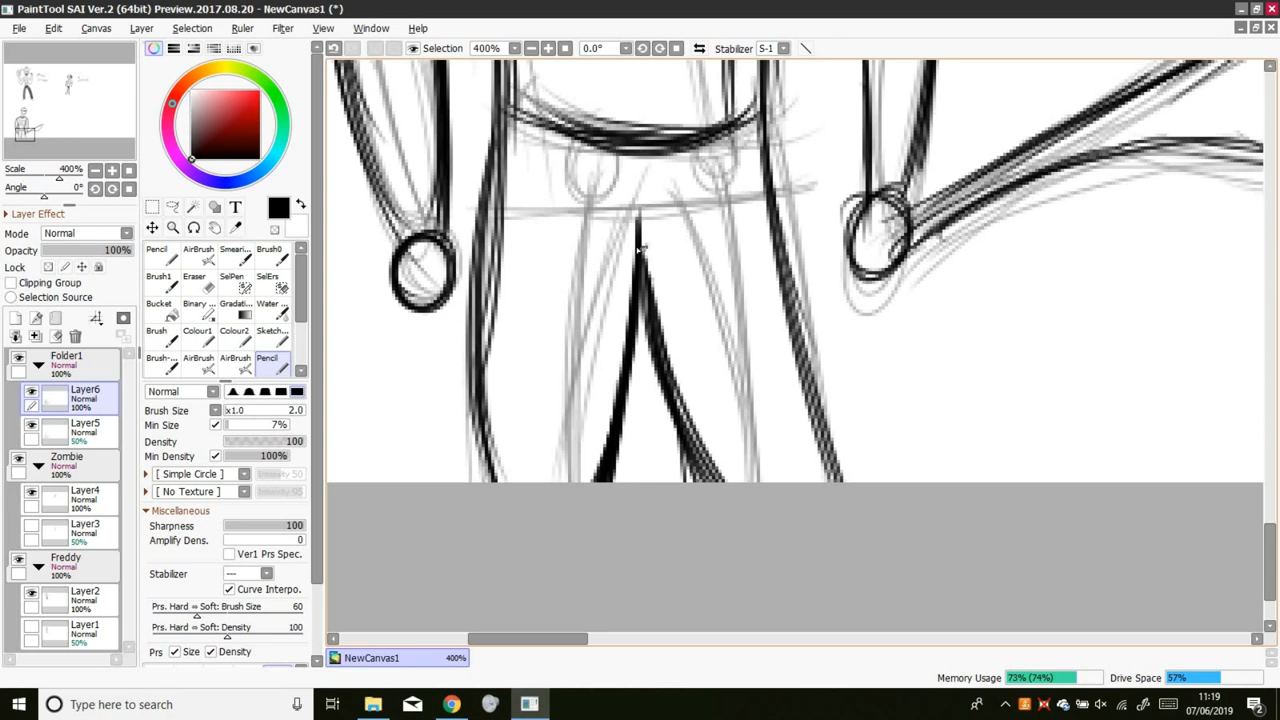 PaintTool SAI Ver.2 (64bit) Preview.2017.08.20 - NewCanvas1 (*)
File Edit Canvas Layer Selection Ruler Filter View Window Help
Selection 400% 0.0° Stabilizer S-1
Scale 400%
Angle 0°
Layer Effect
Mode Normal
Opacity 100%
Lock
Clipping Group
Selection Source
Folder1
Normal
100%
Layer6
Normal
100%
Layer5
Normal
50%
Zombie
Normal
100%
Layer4
Normal
100%
Layer3
Normal
50%
Freddy
Normal
100%
Layer2
Normal
100%
Layer1
Normal
50%
T
Pencil AirBrush Smeari... Brush0
Brush1 Eraser SelPen SelErs
Bucket Binary ... Gradati... Water ...
Brush Colour1 Colour2 Sketch...
Brush-... AirBrush AirBrush Pencil
Normal
Brush Size x1.0 2.0
Min Size 7%
Density 100
Min Density 100%
[ Simple Circle ] Intensity 50
[ No Texture ] Intensity 95
Miscellaneous
Sharpness 100
Amplify Dens. 0
Ver1 Prs Spec.
Stabilizer ---
Curve Interpo.
Prs. Hard ⇔ Soft: Brush Size 60
Prs. Hard ⇔ Soft: Density 100
Prs Size Density
NewCanvas1 400%
Memory Usage 73% (74%) Drive Space 57%
Type here to search
11:19
07/06/2019
2